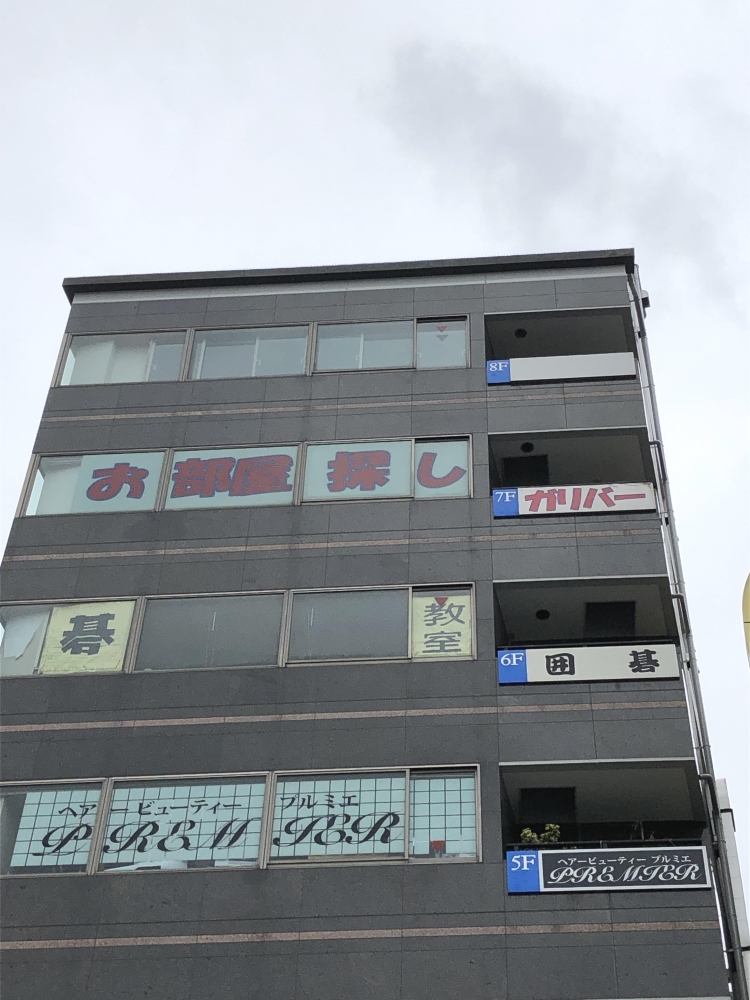 8F
お部屋探し
7F ガリバー
碁
教室
6F 囲碁
ヘアービューティー プルミエ
PREMIER
5F ヘアービューティー プルミエ
PREMIER